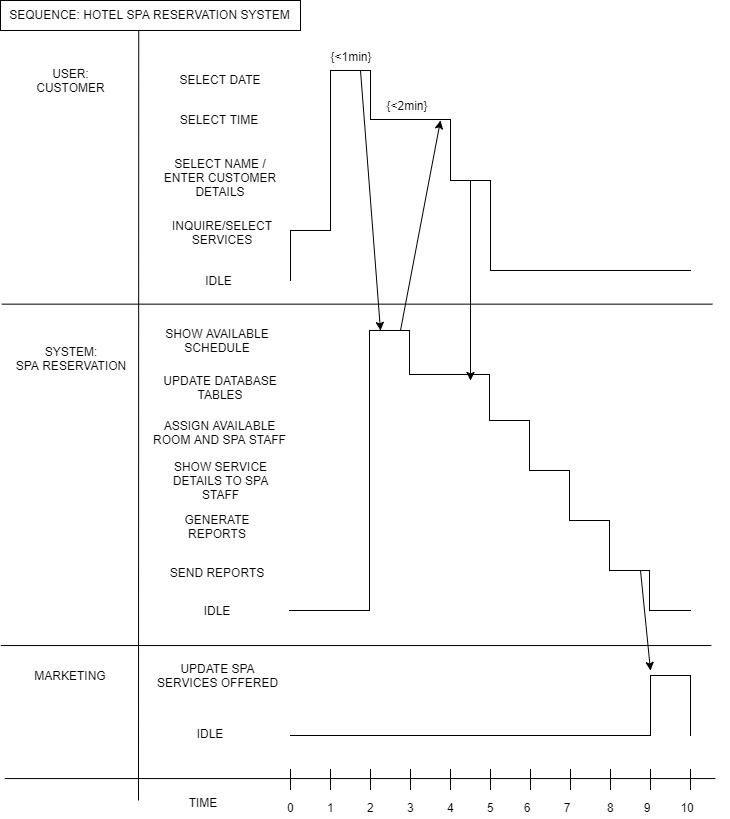 SEQUENCE: HOTEL SPA RESERVATION SYSTEM
{<1min}
USER:
CUSTOMER
SELECT DATE
{<2min}
SELECT TIME
SELECT NAME /
ENTER CUSTOMER
DETAILS
INQUIRE/SELECT
SERVICES
IDLE
SYSTEM:
SPA RESERVATION
SHOW AVAILABLE
SCHEDULE
UPDATE DATABASE
TABLES
ASSIGN AVAILABLE
ROOM AND SPA STAFF
SHOW SERVICE
DETAILS TO SPA
STAFF
GENERATE
REPORTS
SEND REPORTS
IDLE
MARKETING
UPDATE SPA
SERVICES OFFERED
IDLE
TIME
0 1 2 3 4 5 6 7 8 9 10